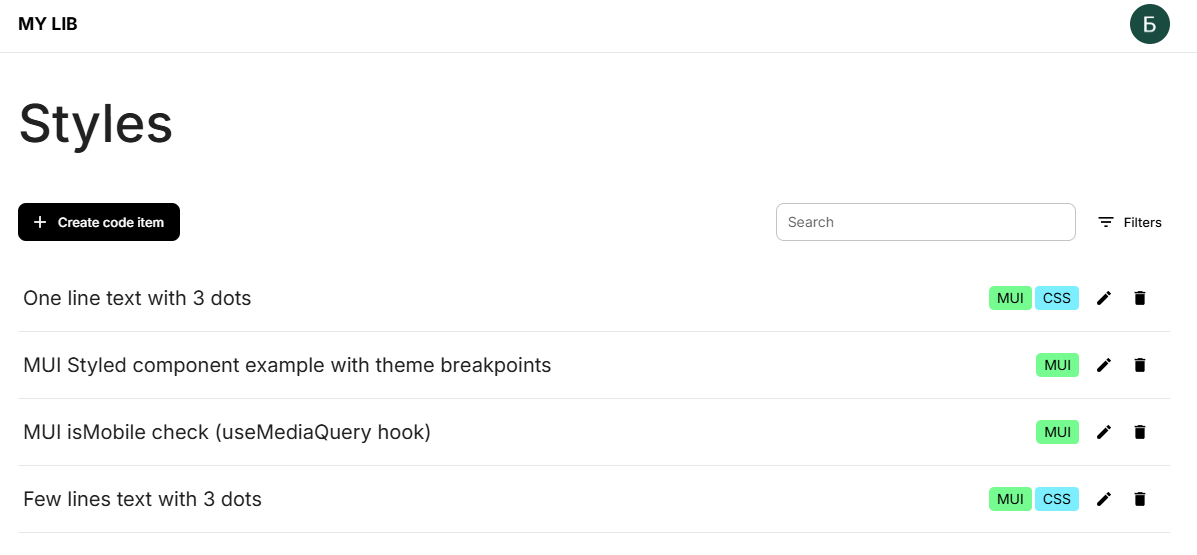 MY LIB
Б
Styles
Create code item
Search
Filters
One line text with 3 dots
MUI CSS
MUI Styled component example with theme breakpoints
MUI
MUI isMobile check (useMediaQuery hook)
MUI
Few lines text with 3 dots
MUI CSS